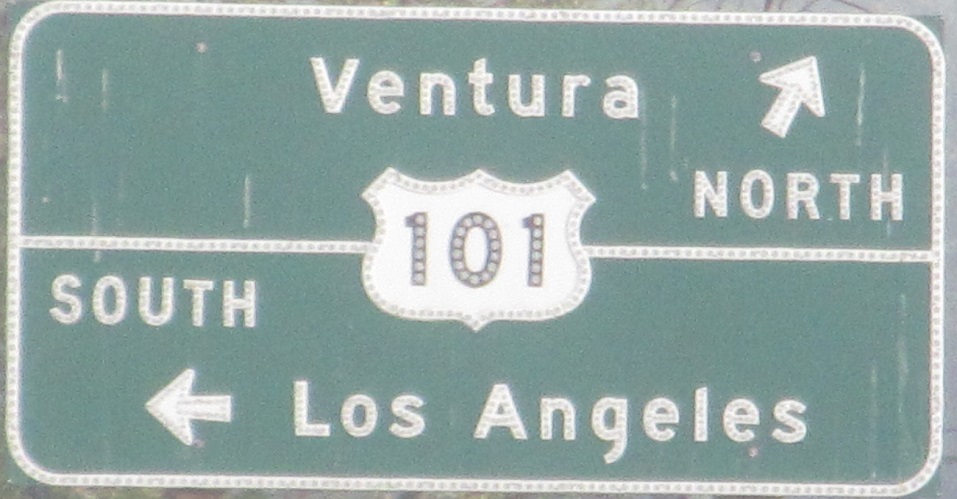 Ventura
NORTH
101
SOUTH
Los Angeles